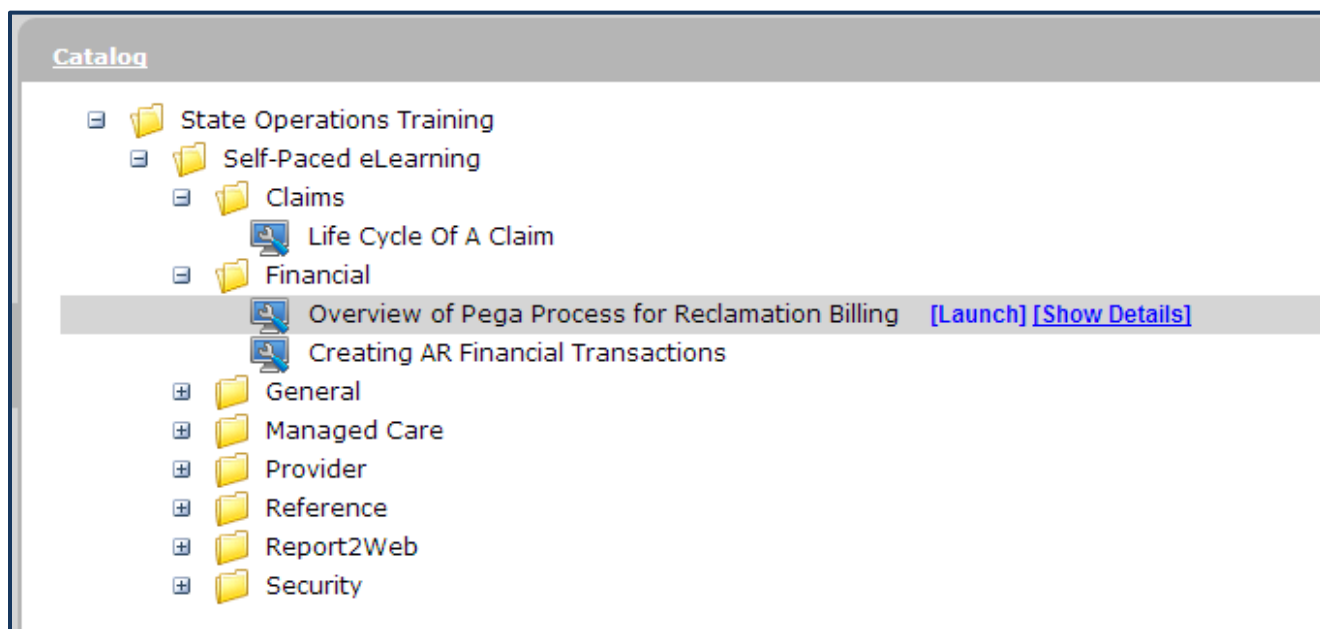 Catalog
State Operations Training
Self-Paced eLearning
Claims
Life Cycle Of A Claim
Financial
Overview of Pega Process for Reclamation Billing [Launch] [Show Details]
Creating AR Financial Transactions
General
Managed Care
Provider
Reference
Report2Web
Security